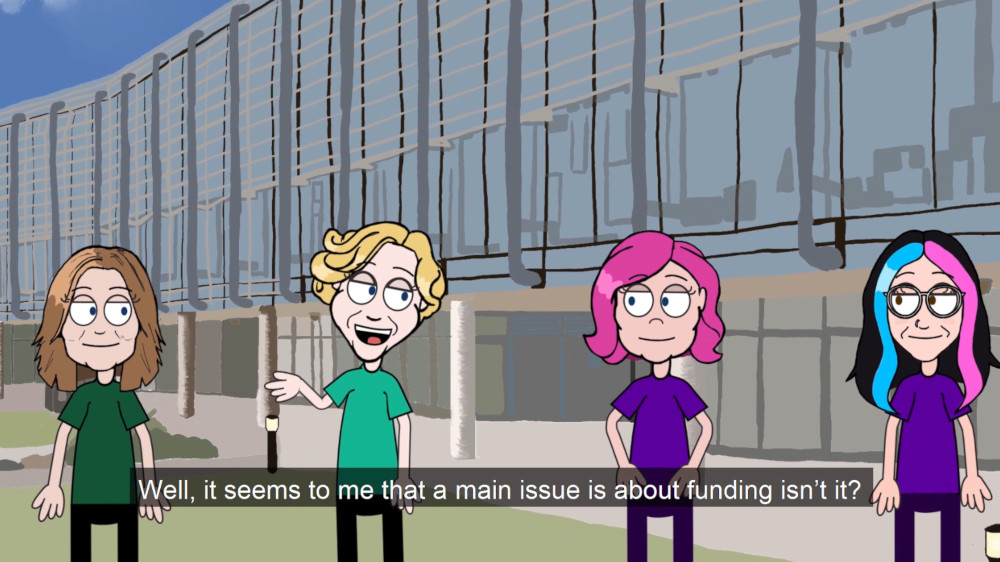 Well, it seems to me that a main issue is about funding isn’t it?